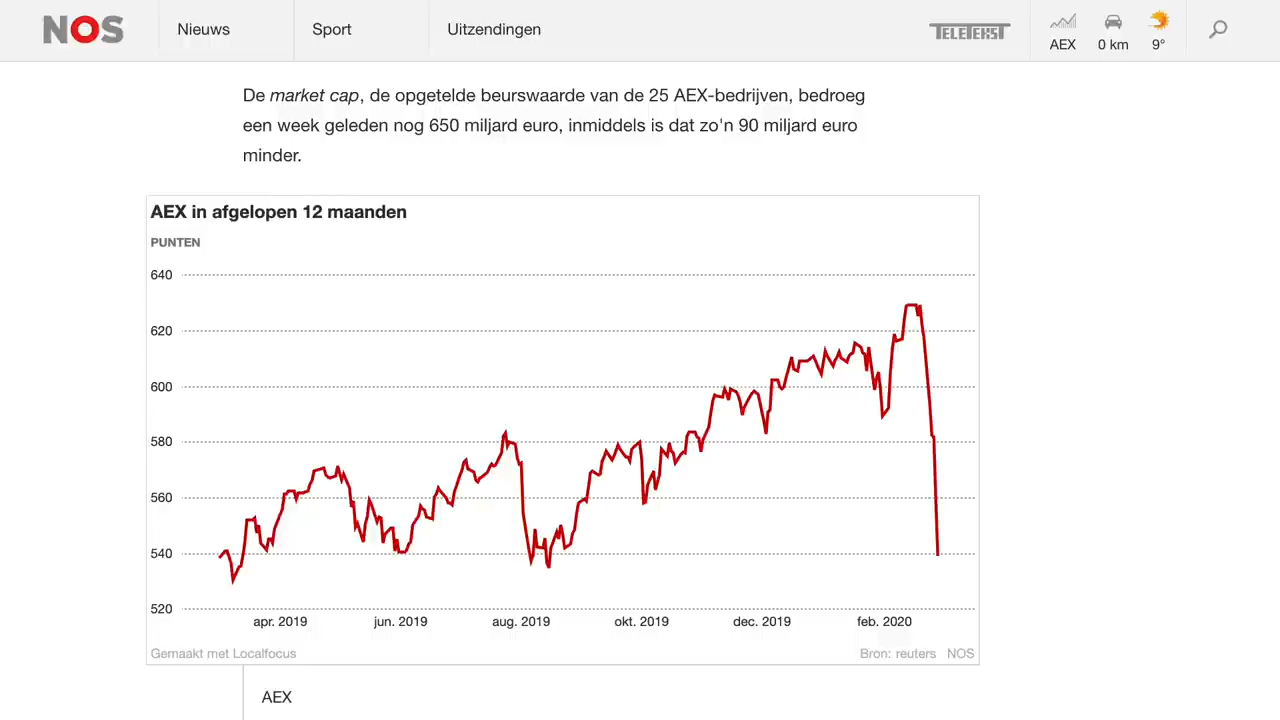 NOS Nieuws Sport Uitzendingen TELETEKST AEX 0 km 9°
De market cap, de opgetelde beurswaarde van de 25 AEX-bedrijven, bedroeg
een week geleden nog 650 miljard euro, inmiddels is dat zo'n 90 miljard euro
minder.
AEX in afgelopen 12 maanden
PUNTEN
640
620
600
580
560
540
520
apr. 2019 jun. 2019 aug. 2019 okt. 2019 dec. 2019 feb. 2020
Gemaakt met Localfocus Bron: reuters NOS
AEX